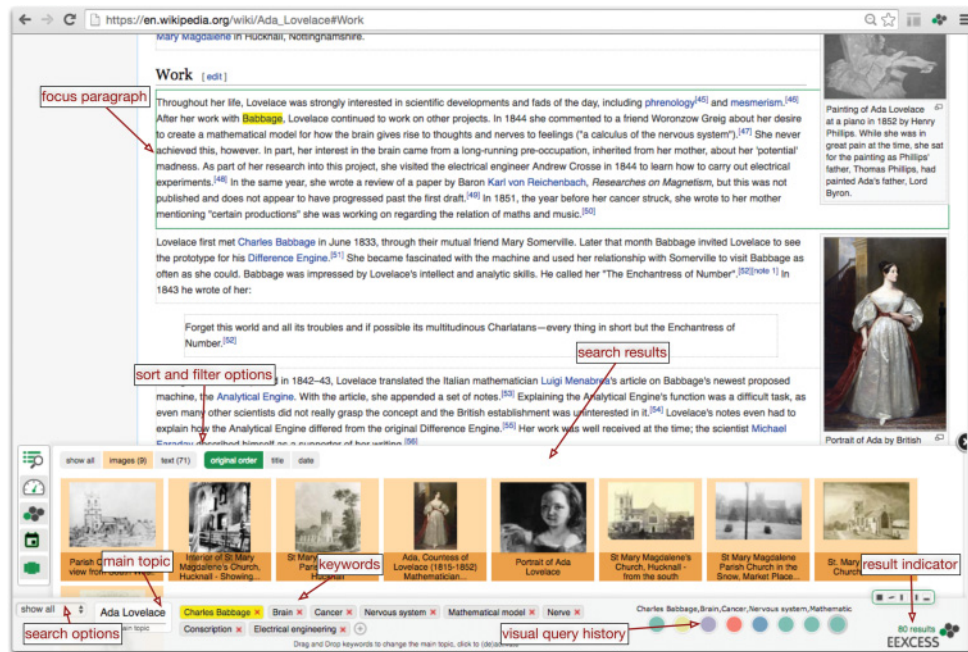 https://en.wikipedia.org/wiki/Ada_Lovelace#Work
Mary Magdalene in Hucknall, Nottinghamshire.
Work [ edit ]
focus paragraph
Throughout her life, Lovelace was strongly interested in scientific developments and fads of the day, including phrenology[45] and mesmerism.[46]
After her work with Babbage, Lovelace continued to work on other projects. In 1844 she commented to a friend Woronzow Greig about her desire
to create a mathematical model for how the brain gives rise to thoughts and nerves to feelings ("a calculus of the nervous system").[47] She never
achieved this, however. In part, her interest in the brain came from a long-running pre-occupation, inherited from her mother, about her 'potential'
madness. As part of her research into this project, she visited the electrical engineer Andrew Crosse in 1844 to learn how to carry out electrical
experiments.[48] In the same year, she wrote a review of a paper by Baron Karl von Reichenbach, Researches on Magnetism, but this was not
published and does not appear to have progressed past the first draft.[49] In 1851, the year before her cancer struck, she wrote to her mother
mentioning "certain productions" she was working on regarding the relation of maths and music.[50]
Painting of Ada Lovelace
at a piano in 1852 by Henry
Phillips. While she was in
great pain at the time, she sat
for the painting as Phillips'
father, Thomas Phillips, had
painted Ada's father, Lord
Byron.
Lovelace first met Charles Babbage in June 1833, through their mutual friend Mary Somerville. Later that month Babbage invited Lovelace to see
the prototype for his Difference Engine.[51] She became fascinated with the machine and used her relationship with Somerville to visit Babbage as
often as she could. Babbage was impressed by Lovelace's intellect and analytic skills. He called her "The Enchantress of Number".[52][note 1] In
1843 he wrote of her:
Forget this world and all its troubles and if possible its multitudinous Charlatans—every thing in short but the Enchantress of
Number.[52]
search results
sort and filter options
d in 1842–43, Lovelace translated the Italian mathematician Luigi Menabrea's article on Babbage's newest proposed
machine, the Analytical Engine. With the article, she appended a set of notes.[53] Explaining the Analytical Engine's function was a difficult task, as
even many other scientists did not really grasp the concept and the British establishment was uninterested in it.[54] Lovelace's notes even had to
explain how the Analytical Engine differed from the original Difference Engine.[55] Her work was well received at the time; the scientist Michael
Faraday described himself as a supporter of her writing.[56]
Portrait of Ada by British
show all images (9) text (71) original order title date
Parish
view from South West...
Interior of St Mary
Magdalene's Church,
Hucknall - Showing...
St Mary
Hucknall
Ada, Countess of
Lovelace (1815-1852)
Mathematician...
Portrait of Ada
Lovelace
St Mary Magdalene's
Church, Hucknall -
from the south
St Mary Magdalene
Parish Church in the
Snow, Market Place...
St. Mary
Church
main topic
keywords
result indicator
show all
Ada Lovelace
main topic
Charles Babbage × Brain × Cancer × Nervous system × Mathematical model × Nerve ×
Conscription × Electrical engineering ×
Charles Babbage,Brain,Cancer,Nervous system,Mathematic
search options
visual query history
Drag and Drop keywords to change the main topic, click to
80 results
EEXCESS